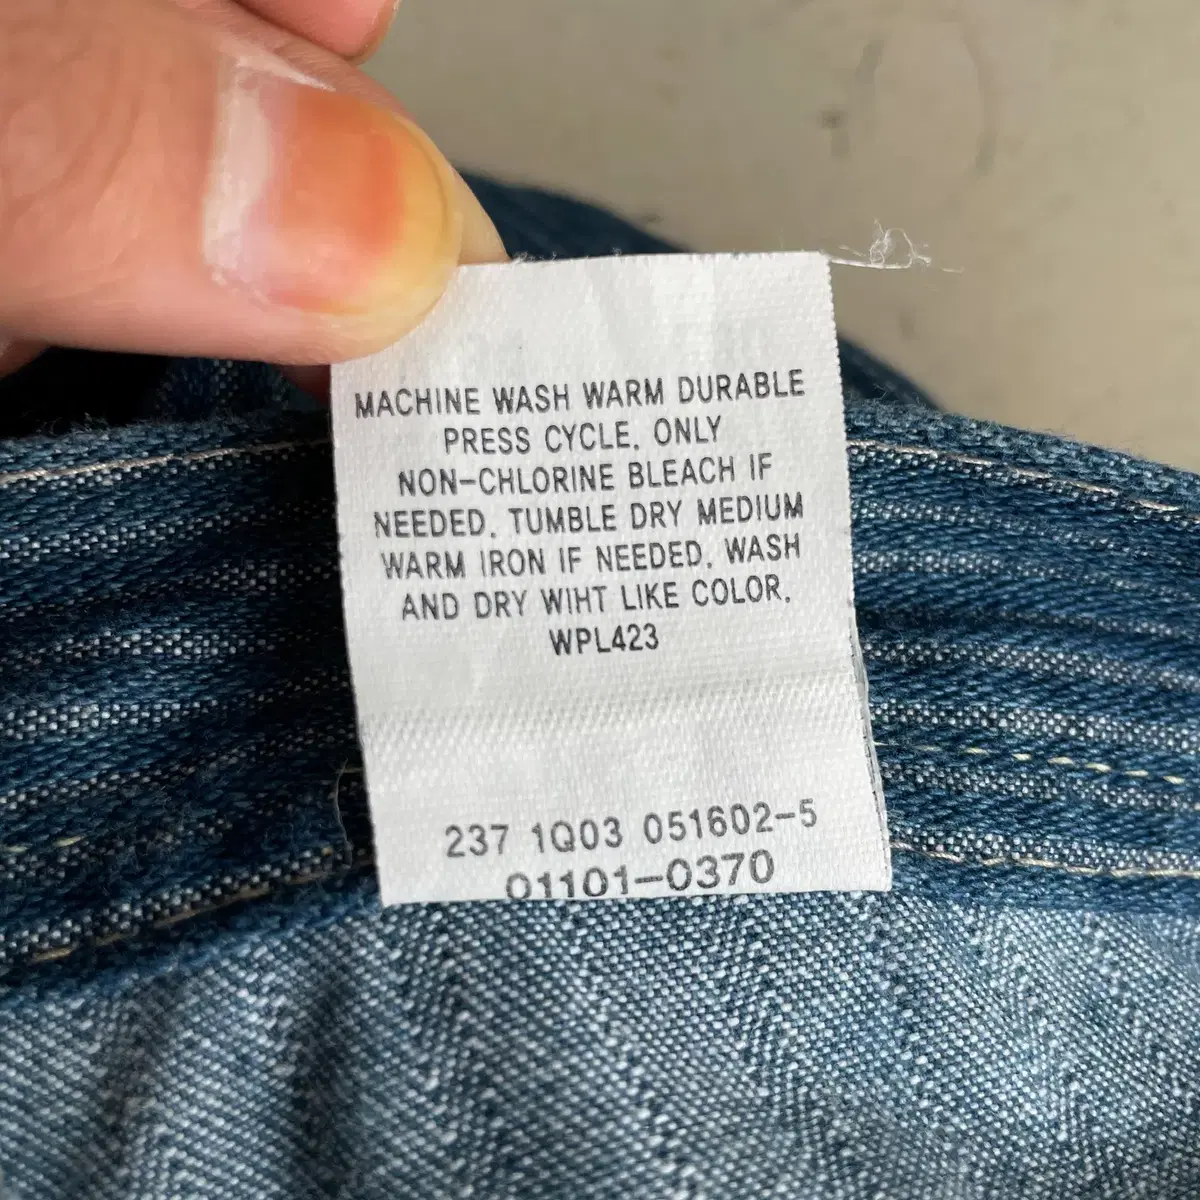 MACHINE WASH WARM DURABLE
PRESS CYCLE. ONLY
NON-CHLORINE BLEACH IF
NEEDED. TUMBLE DRY MEDIUM
WARM IRON IF NEEDED. WASH
AND DRY WIHT LIKE COLOR.
WPL423
237 1Q03 051602-5
01101-0370